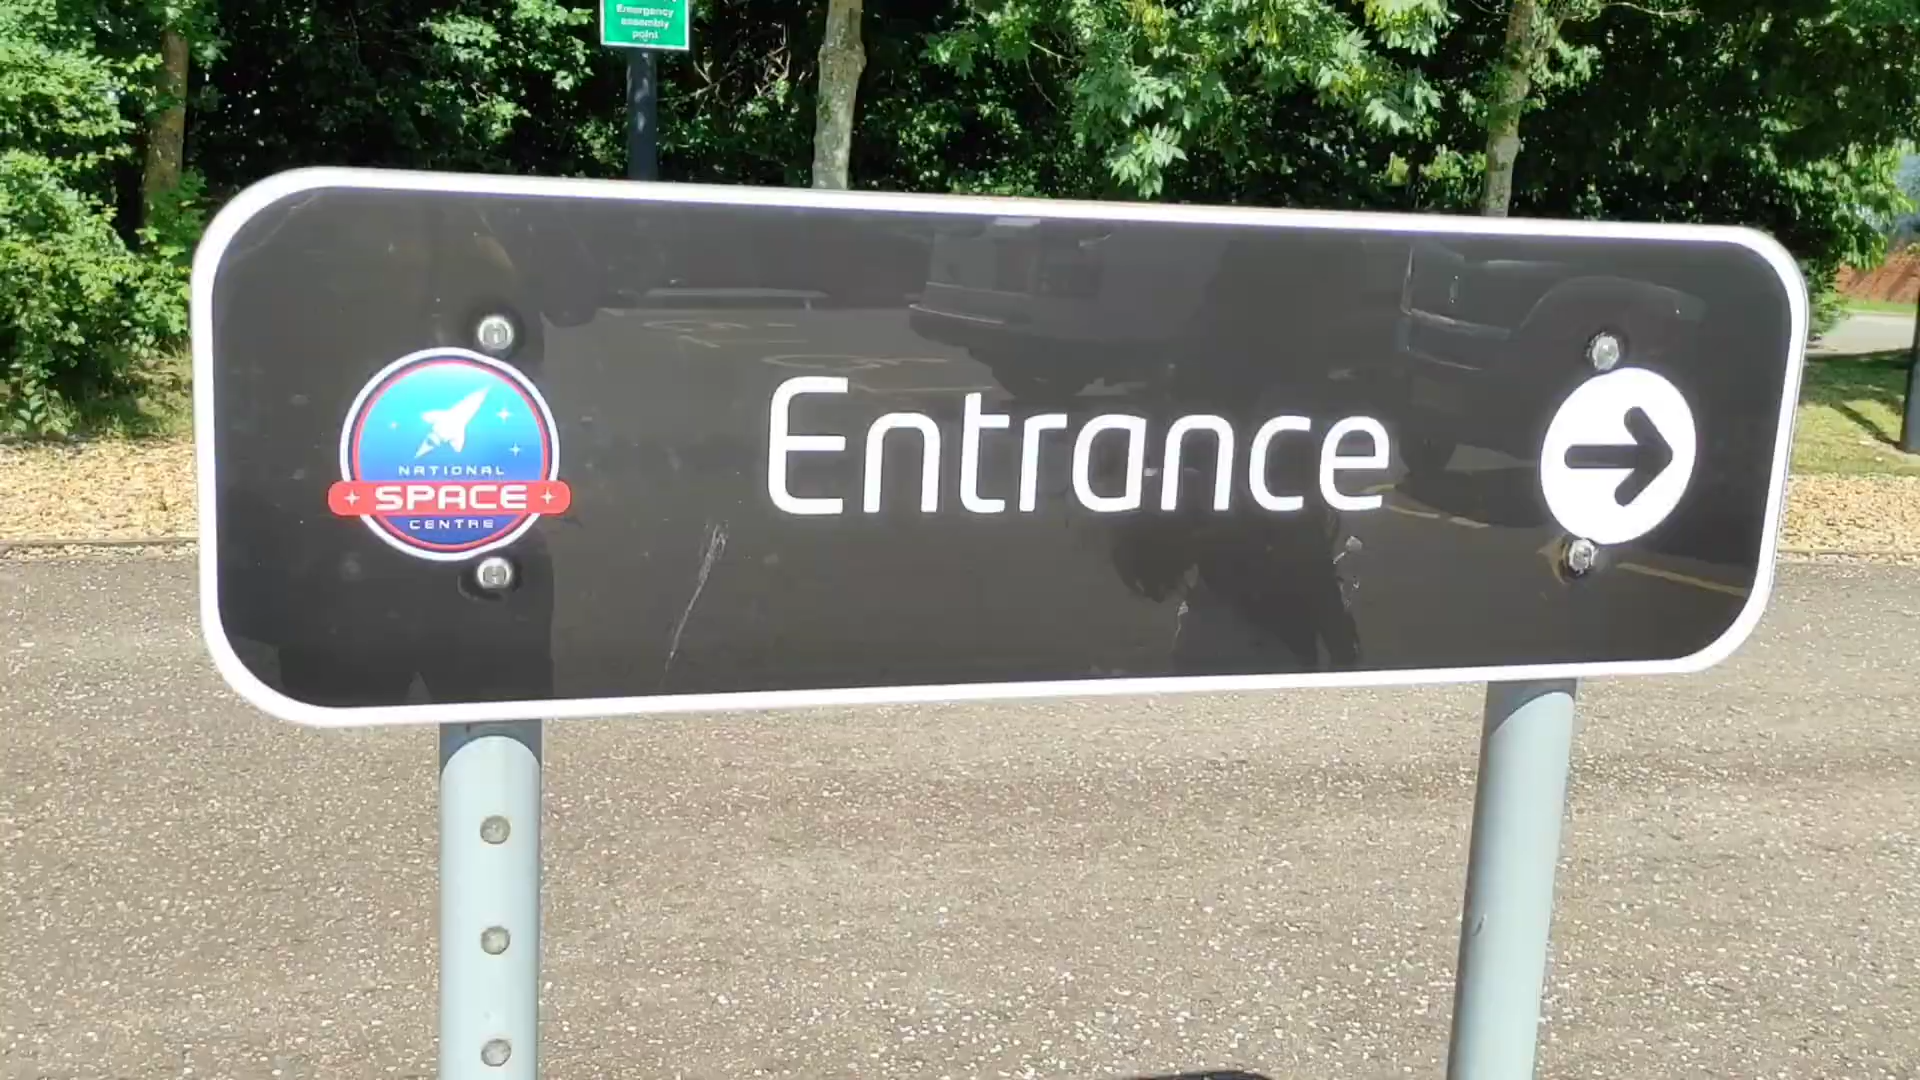 Emergency
assembly
point
NATIONAL
SPACE
CENTRE
Entrance